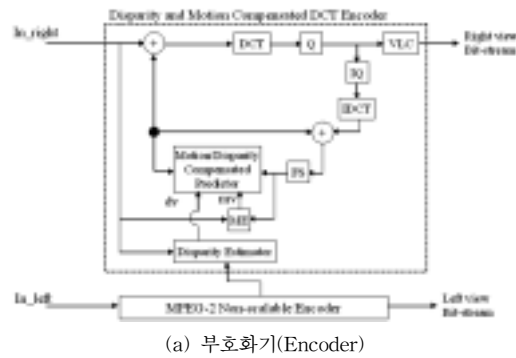 Disparity and Motion Compensated DCT Encoder
In_right
+
DCT
Q
VLC
Right view
Bit-stream
IQ
IDCT
+
Motion/Disparity
Compensated
Predictor
FS
dv
mv
ME
Disparity Estimator
In_left
MPEG-2 Non-scalable Encoder
Left view
Bit-stream
(a) 부호화기(Encoder)